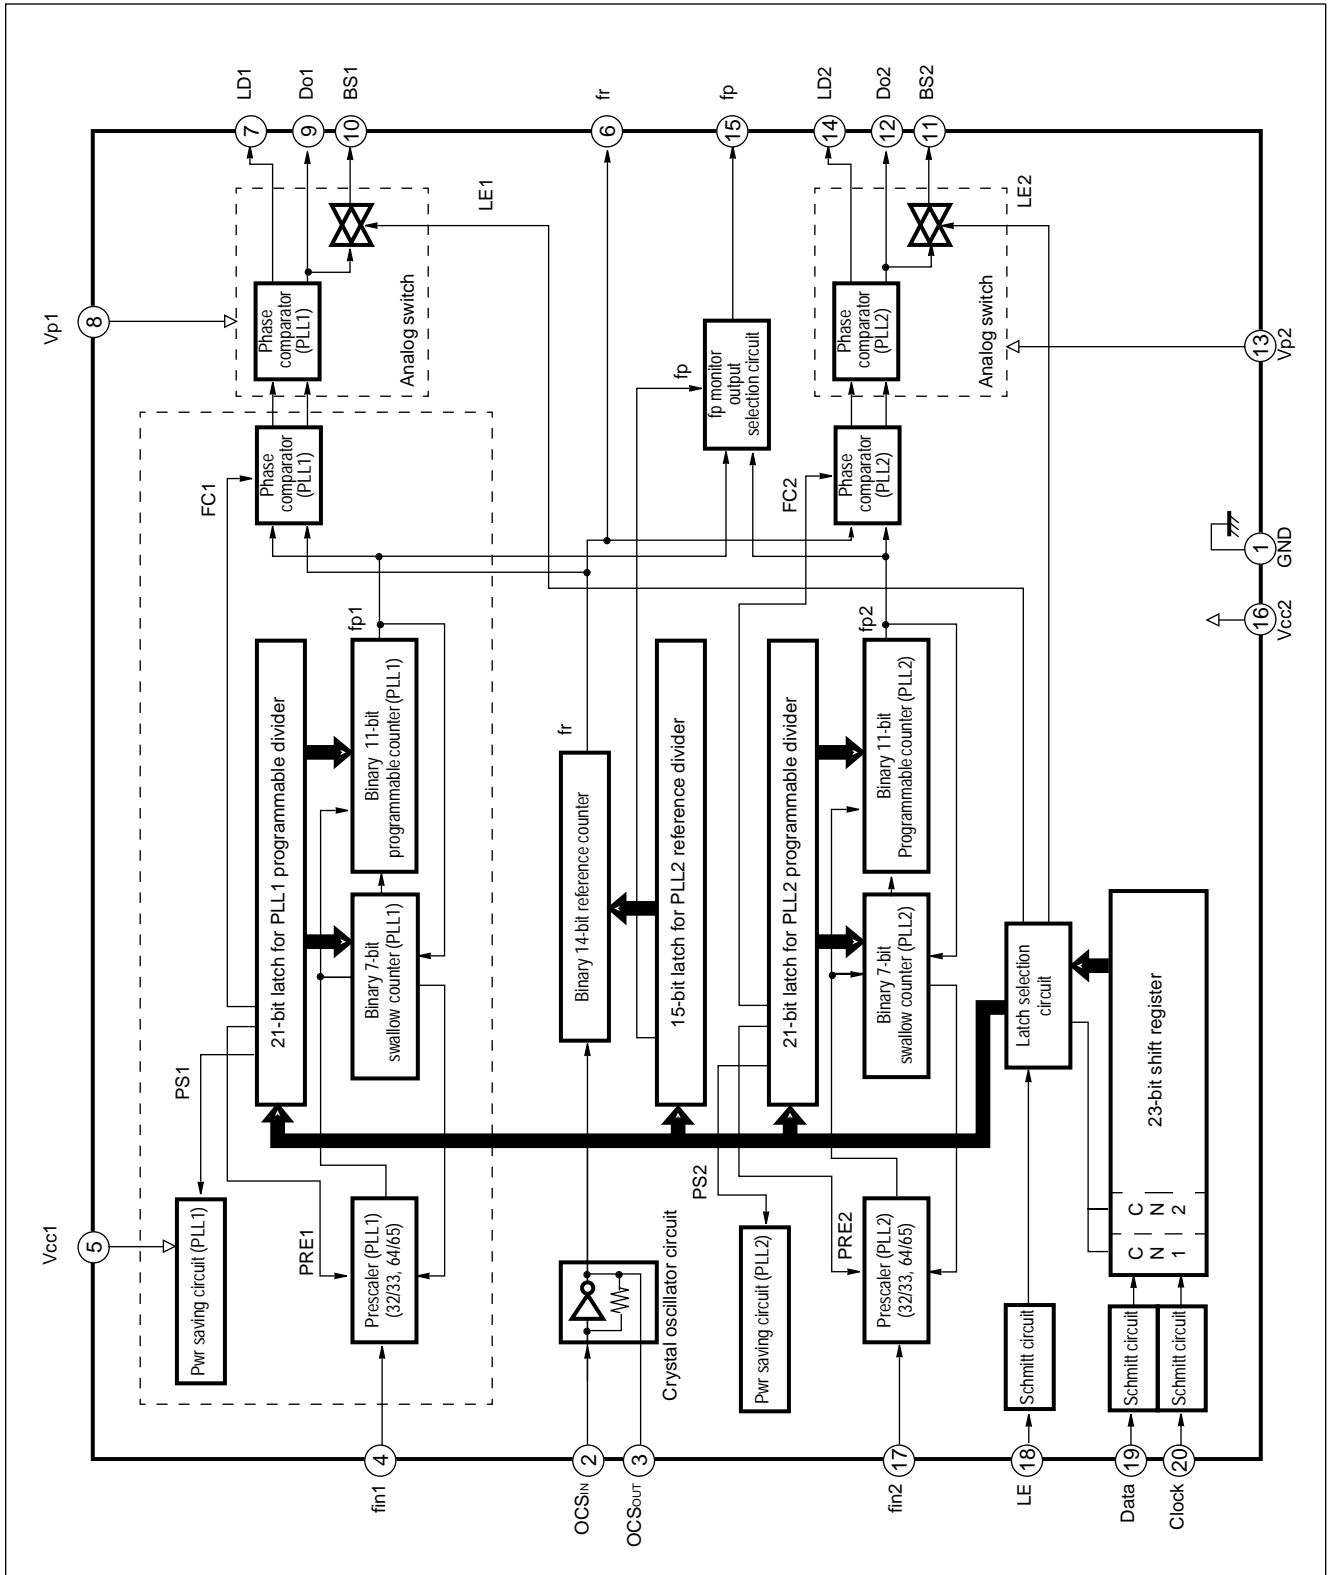 Vcc1
5
Vp1
8
fin1
4
OCSIN
2
OCSOUT
3
fin2
17
LE
18
Data
19
Clock
20
Pwr saving circuit (PLL1)
PS1
PRE1
Prescaler (PLL1)
(32/33, 64/65)
21-bit latch for PLL1 programmable divider
Binary 7-bit
swallow counter (PLL1)
Binary 11-bit
programmable counter (PLL1)
fp1
FC1
Phase
comparator
(PLL1)
Phase
comparator
(PLL1)
Analog switch
LE1
LD1
7
Do1
9
BS1
10
Crystal oscillator circuit
Binary 14-bit reference counter
fr
15-bit latch for PLL2 reference divider
fp
fp monitor
output
selection circuit
fr
6
fp
15
Pwr saving circuit (PLL2)
PS2
PRE2
Prescaler (PLL2)
(32/33, 64/65)
21-bit latch for PLL2 programmable divider
Binary 7-bit
swallow counter (PLL2)
Binary 11-bit
Programmable counter (PLL2)
fp2
FC2
Phase
comparator
(PLL2)
Phase
comparator
(PLL2)
Analog switch
LE2
LD2
14
Do2
12
BS2
11
Schmitt circuit
Latch selection
circuit
Schmitt circuit
Schmitt circuit
C
N
1
C
N
2
23-bit shift register
16
Vcc2
1
GND
13
Vp2